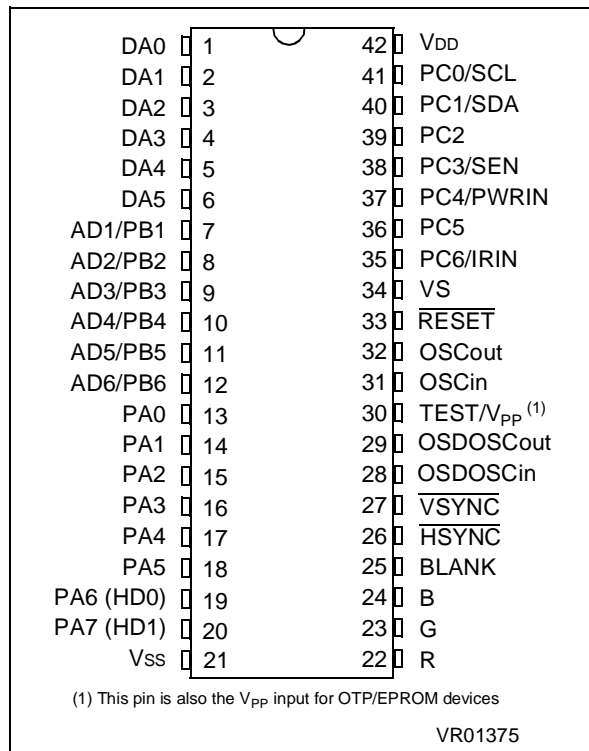 DA0 1 42 VDD
DA1 2 41 PC0/SCL
DA2 3 40 PC1/SDA
DA3 4 39 PC2
DA4 5 38 PC3/SEN
DA5 6 37 PC4/PWRIN
AD1/PB1 7 36 PC5
AD2/PB2 8 35 PC6/IRIN
AD3/PB3 9 34 VS
AD4/PB4 10 33 RESET
AD5/PB5 11 32 OSCout
AD6/PB6 12 31 OSCin
PA0 13 30 TEST/VPP (1)
PA1 14 29 OSDOSCout
PA2 15 28 OSDOSCin
PA3 16 27 VSYNC
PA4 17 26 HSYNC
PA5 18 25 BLANK
PA6 (HD0) 19 24 B
PA7 (HD1) 20 23 G
VSS 21 22 R
(1) This pin is also the VPP input for OTP/EPROM devices
VR01375